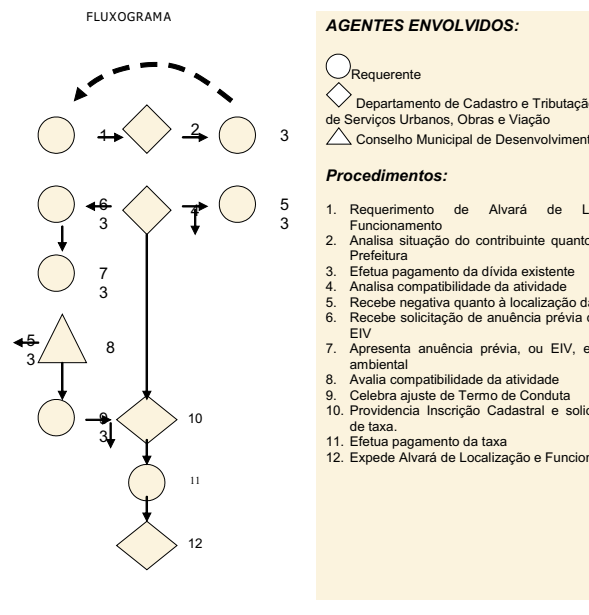 FLUXOGRAMA
1
2
3
6
3
4
5
3
7
3
5
3
8
9
3
10
11
12
AGENTES ENVOLVIDOS:
Requerente
Departamento de Cadastro e Tributaçã
de Serviços Urbanos, Obras e Viação
Conselho Municipal de Desenvolviment
Procedimentos:
1. Requerimento de Alvará de L
Funcionamento
2. Analisa situação do contribuinte quanto
Prefeitura
3. Efetua pagamento da dívida existente
4. Analisa compatibilidade da atividade
5. Recebe negativa quanto à localização d
6. Recebe solicitação de anuência prévia
EIV
7. Apresenta anuência prévia, ou EIV, e
ambiental
8. Avalia compatibilidade da atividade
9. Celebra ajuste de Termo de Conduta
10. Providencia Inscrição Cadastral e solic
de taxa.
11. Efetua pagamento da taxa
12. Expede Alvará de Localização e Funcion